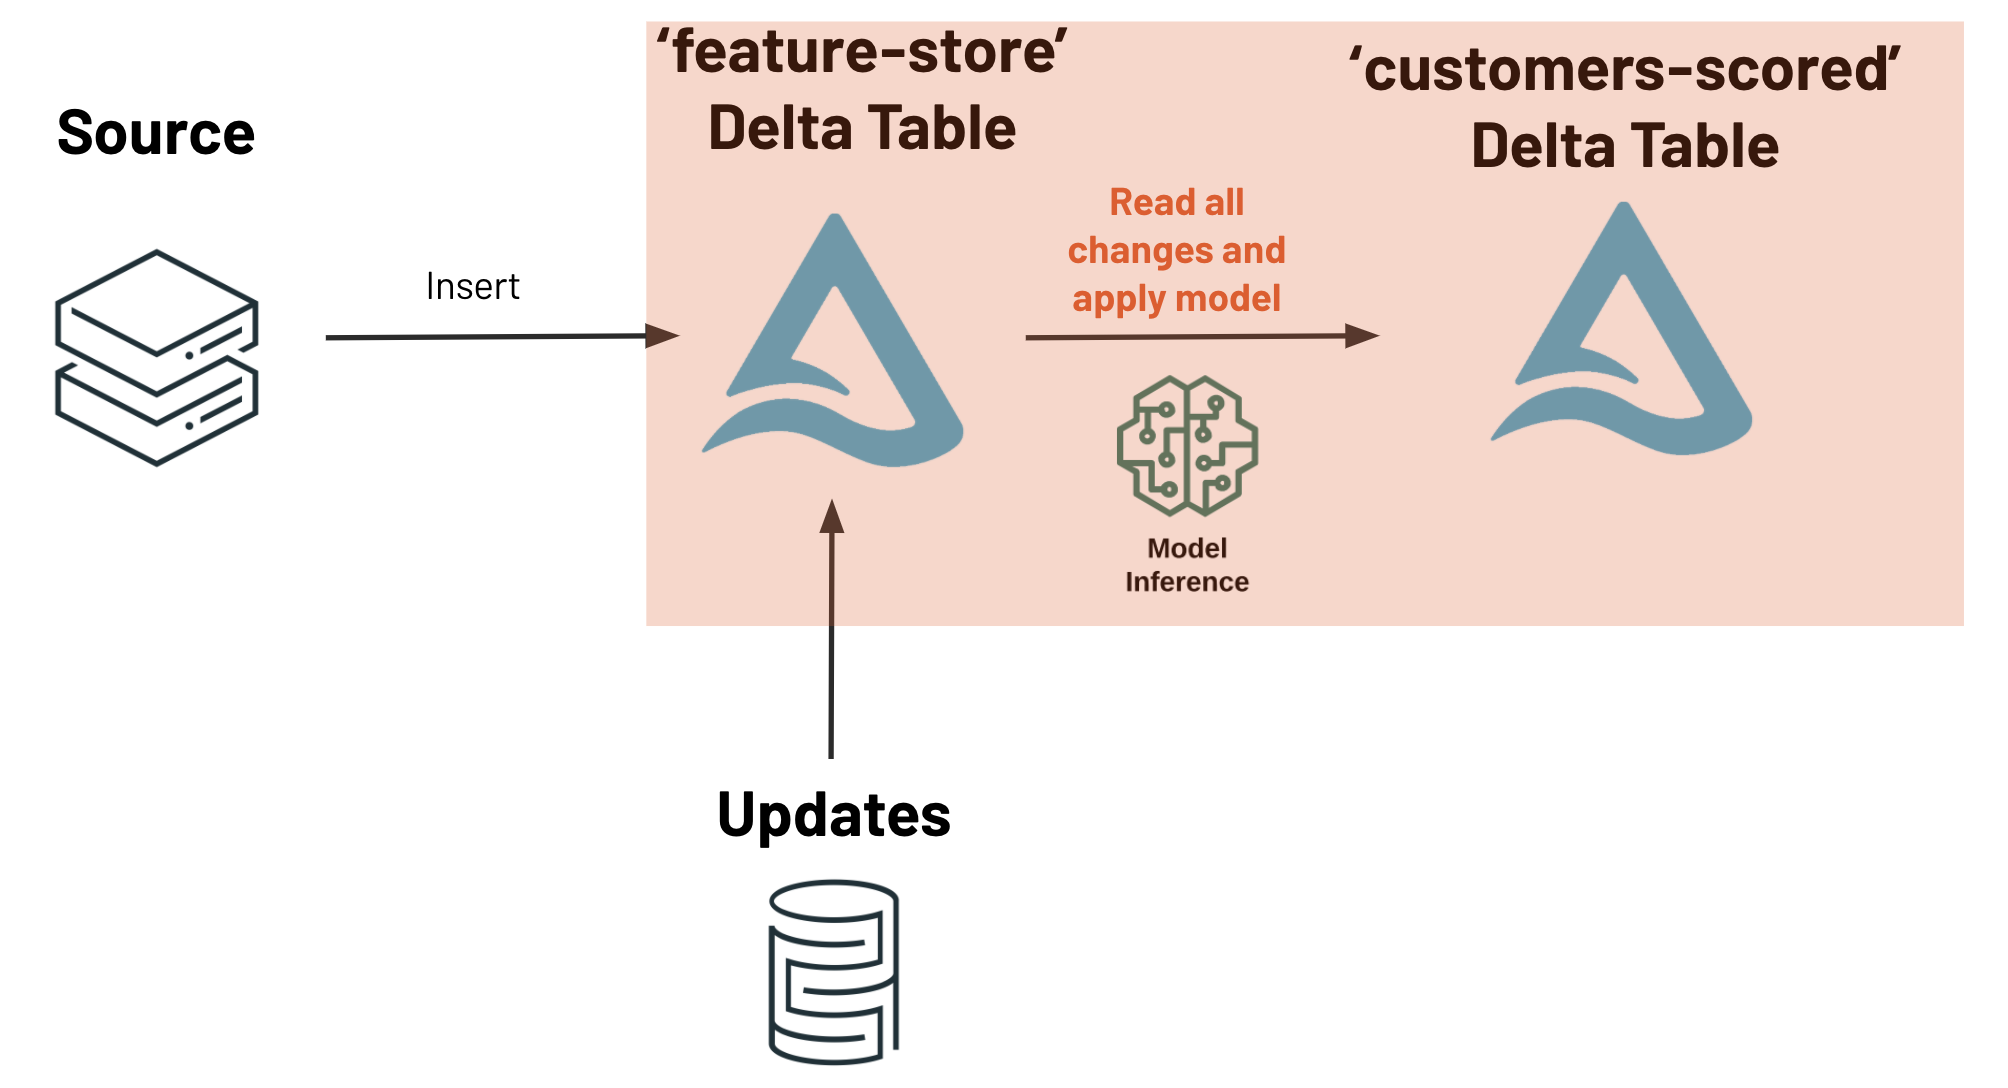 Source
Insert
‘feature-store’
Delta Table
Read all
changes and
apply model
Model
Inference
‘customers-scored’
Delta Table
Updates